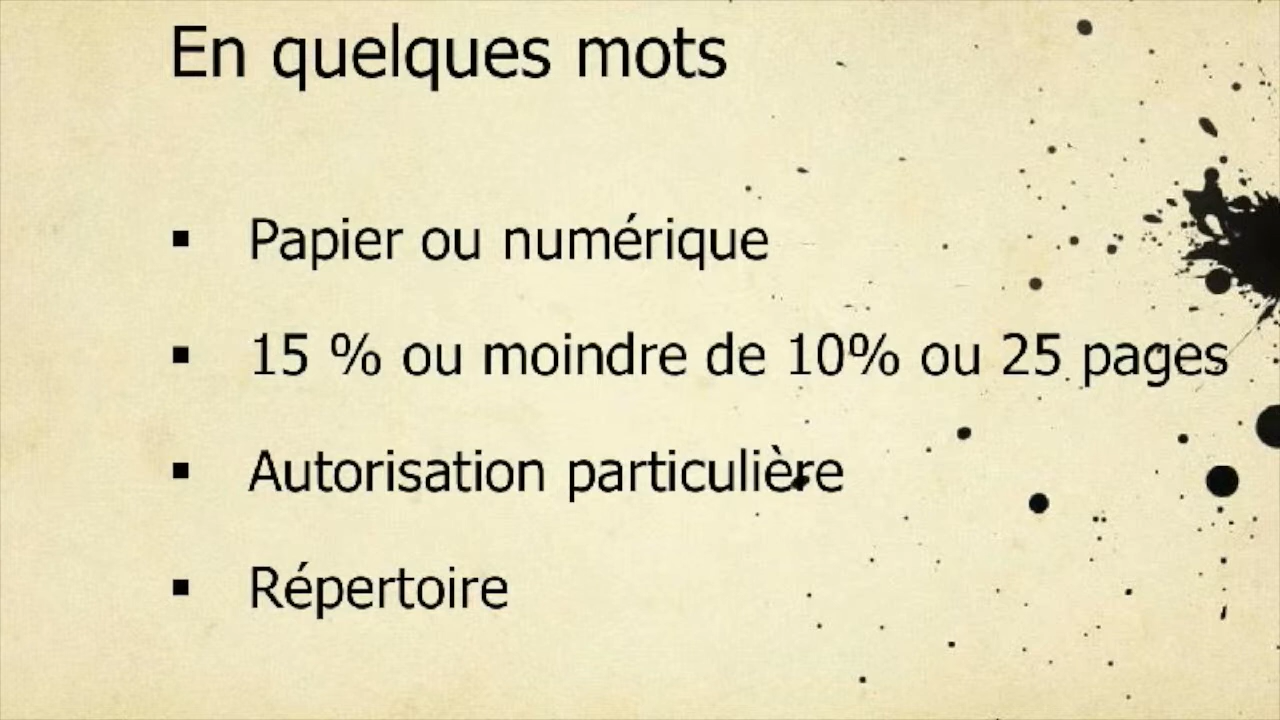 En quelques mots
▪ Papier ou numérique
▪ 15 % ou moindre de 10% ou 25 pages
▪ Autorisation particulière
▪ Répertoire